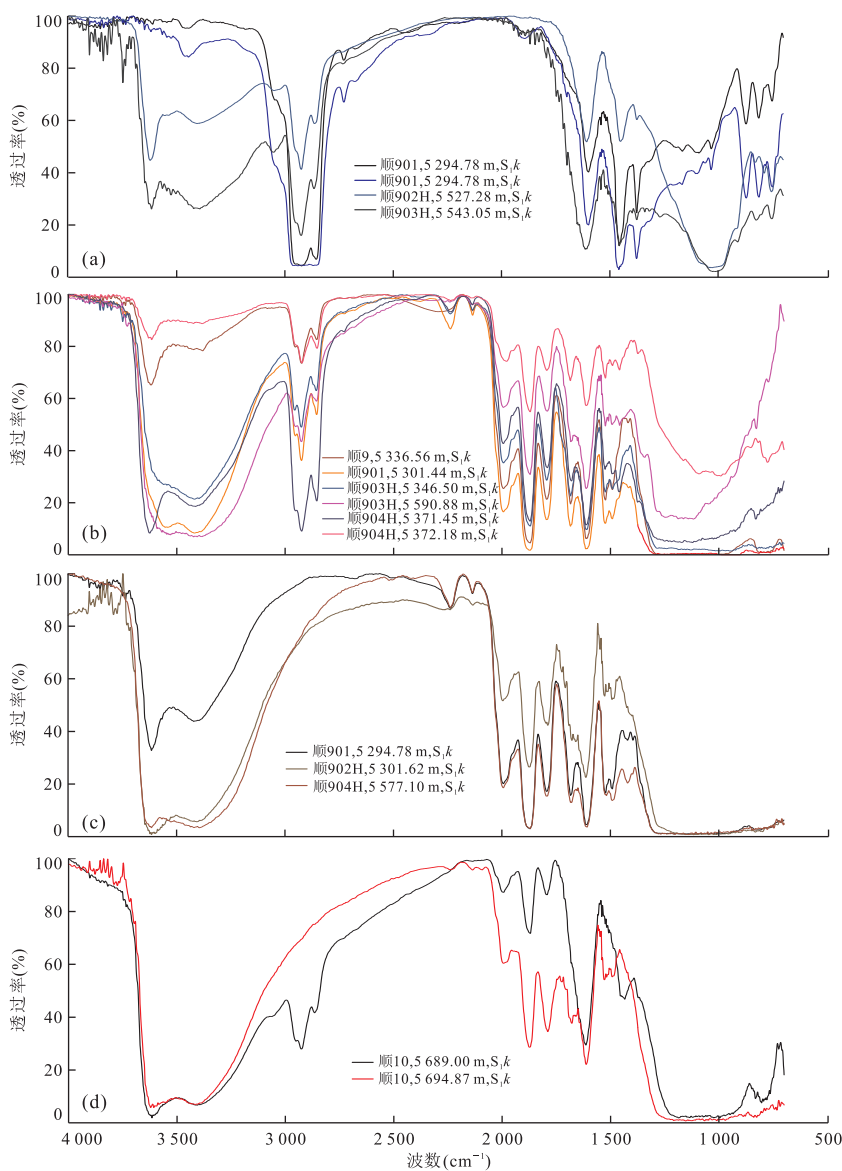 100
80
60
40
20
0
透过率(%)
(a)
顺901,5 294.78 m,S₁k
顺901,5 294.78 m,S₁k
顺902H,5 527.28 m,S₁k
顺903H,5 543.05 m,S₁k
100
80
60
40
20
0
透过率(%)
(b)
顺9,5 336.56 m,S₁k
顺901,5 301.44 m,S₁k
顺903H,5 346.50 m,S₁k
顺903H,5 590.88 m,S₁k
顺904H,5 371.45 m,S₁k
顺904H,5 372.18 m,S₁k
100
80
60
40
20
0
透过率(%)
(c)
顺901,5 294.78 m,S₁k
顺902H,5 301.62 m,S₁k
顺904H,5 577.10 m,S₁k
100
80
60
40
20
0
透过率(%)
(d)
顺10,5 689.00 m,S₁k
顺10,5 694.87 m,S₁k
4 000 3 500 3 000 2 500 2 000 1 500 1 000 500
波数(cm⁻¹)